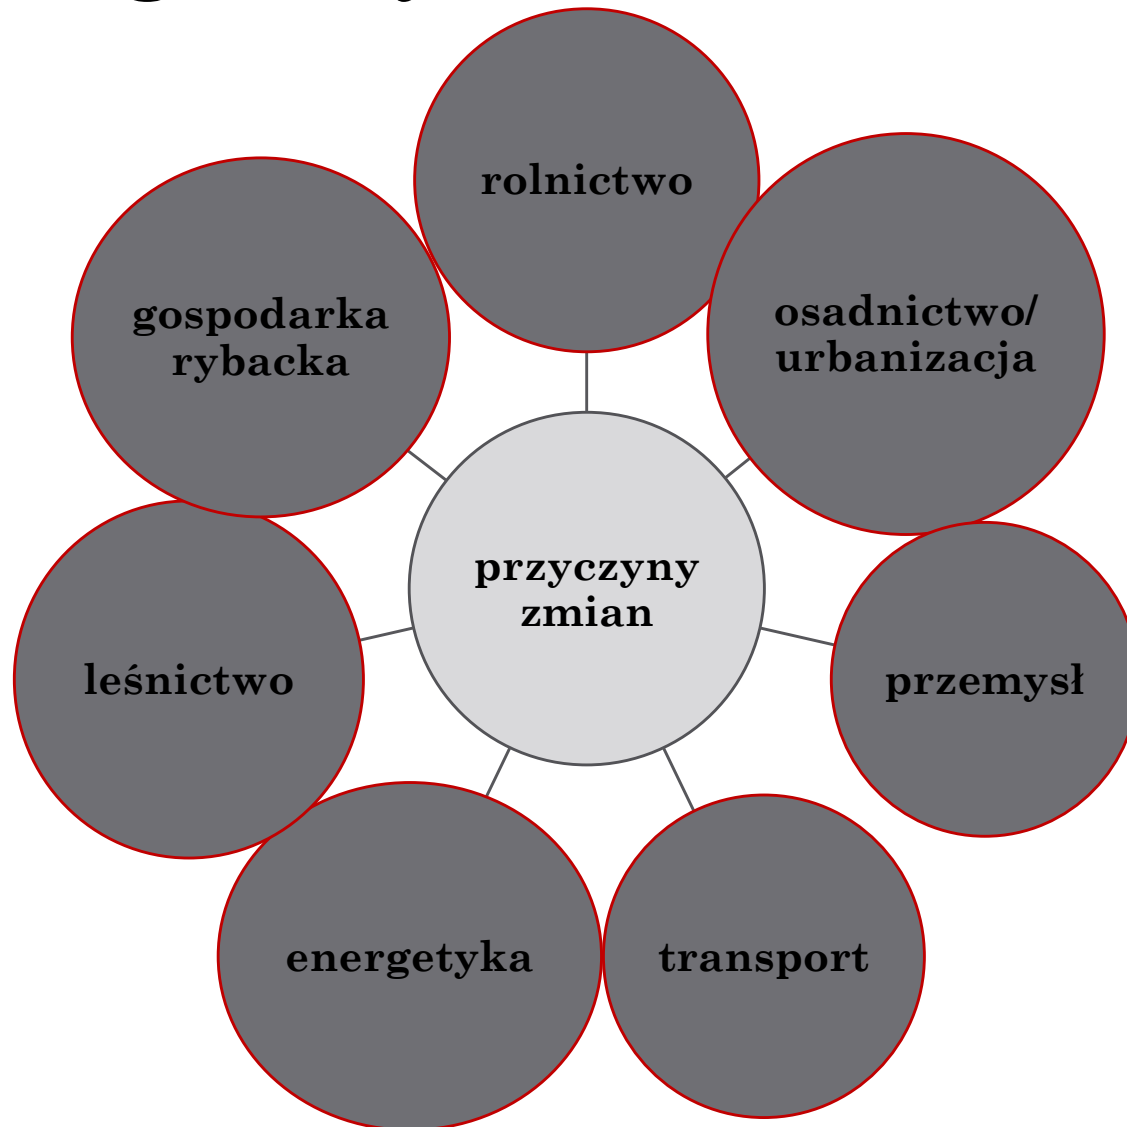 rolnictwo
osadnictwo/
urbanizacja
przemysł
transport
energetyka
leśnictwo
gospodarka
rybacka
przyczyny
zmian